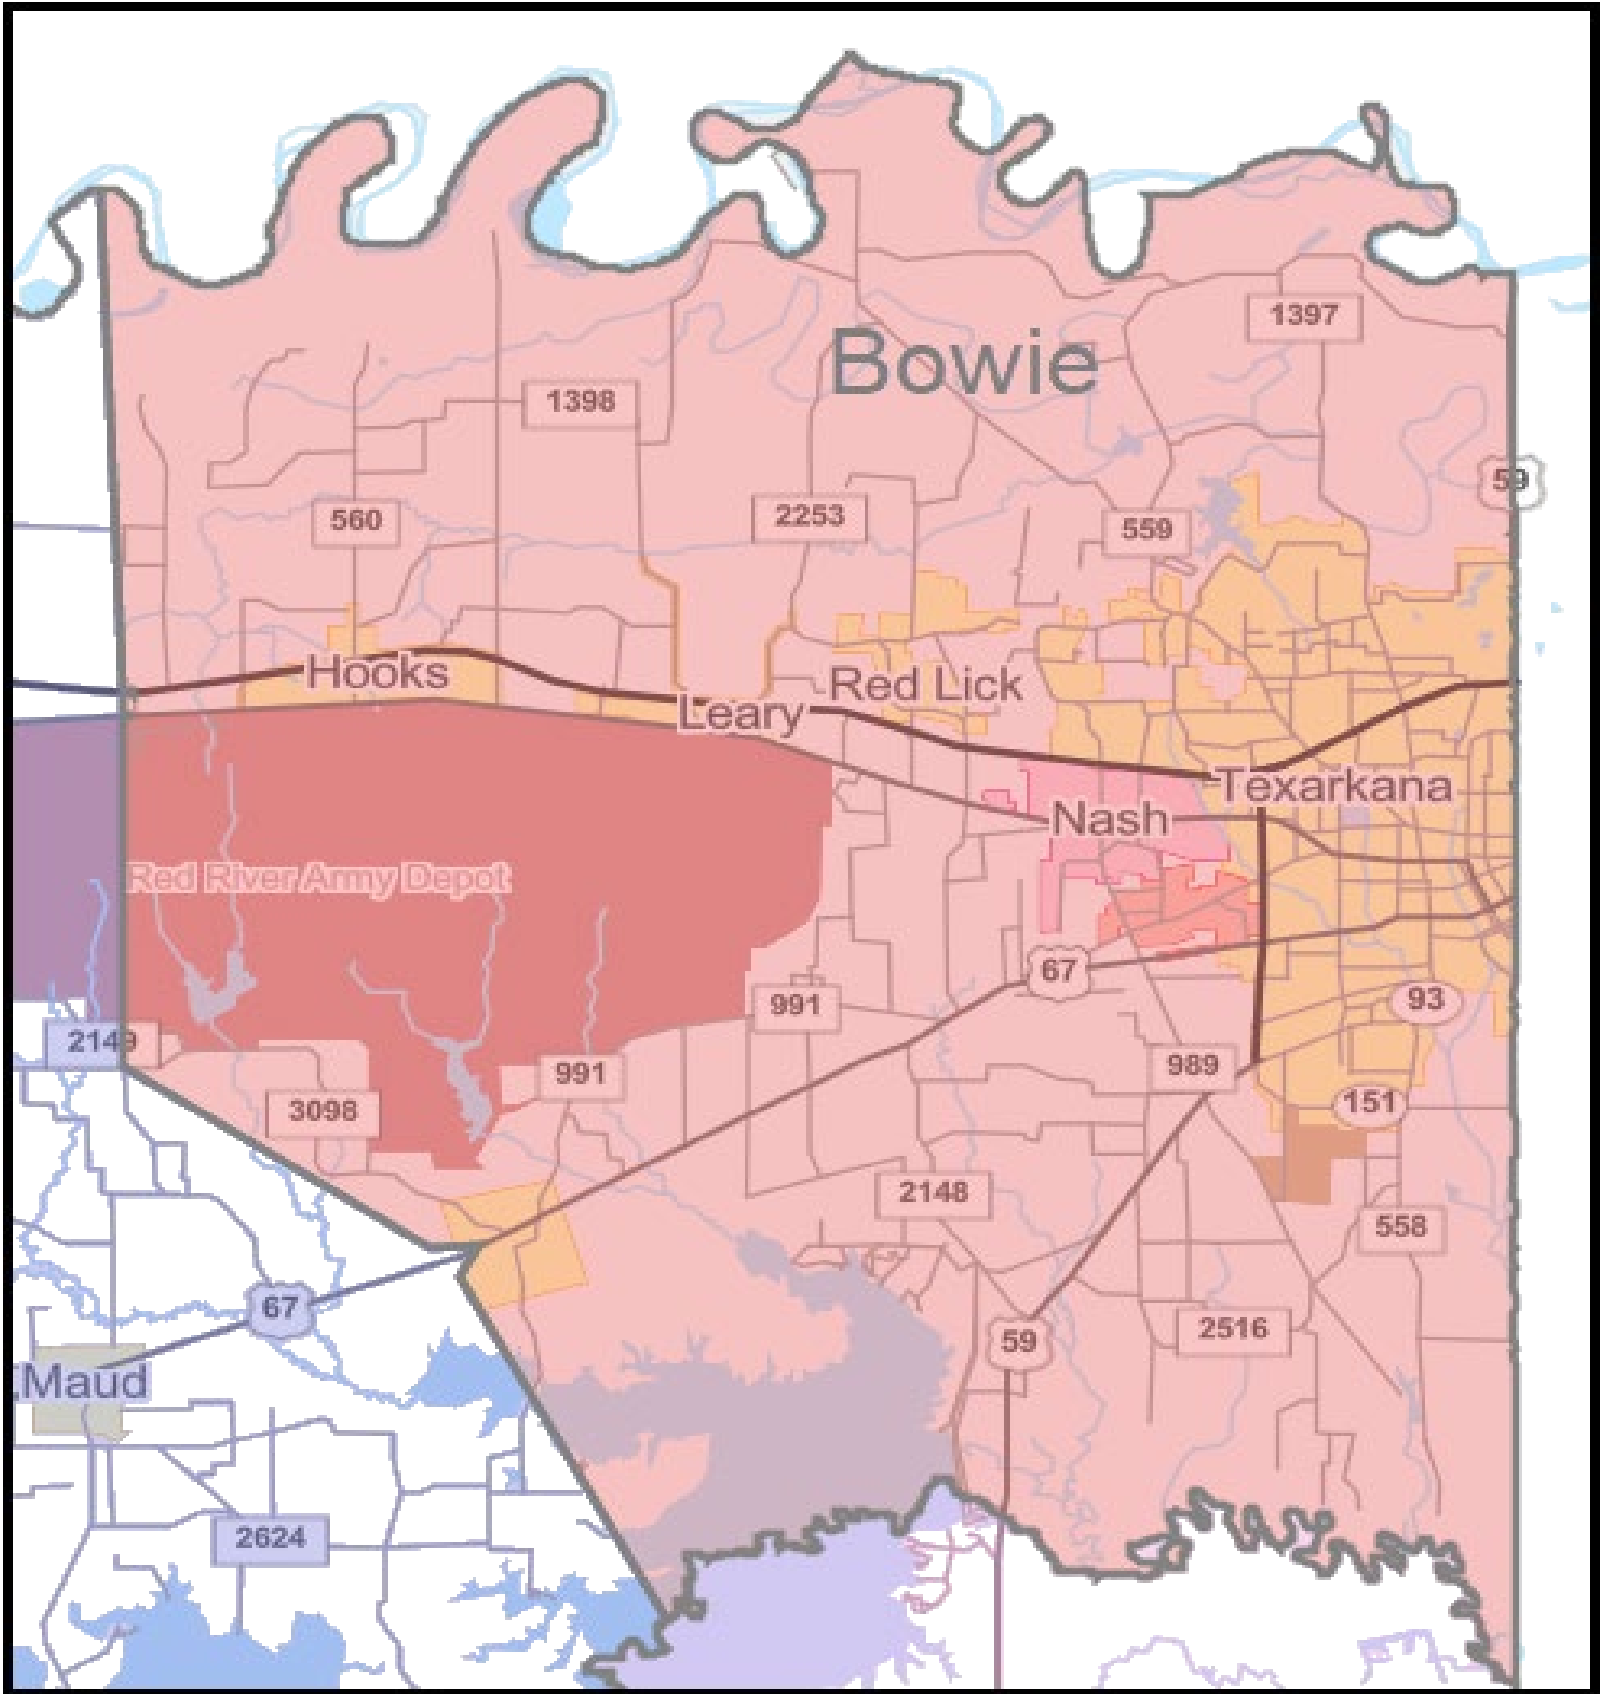 1397
Bowie
1398
59
560
2253
559
Hooks
Red Lick
Leary
Texarkana
Nash
Red River Army Depot
67
991
93
2149
991
989
3098
151
2148
558
67
59
2516
Maud
2624